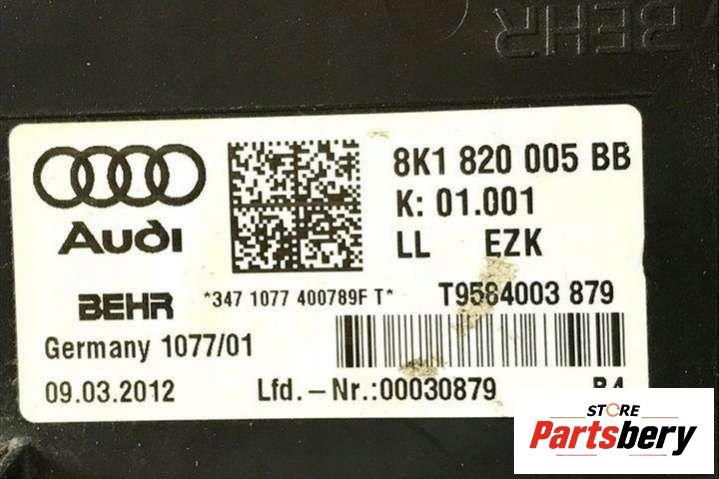 BEHR
8K1 820 005 BB
K: 01.001
Audi
LL EZK
BEHR *347 1077 400789F T* T9584003 879
Germany 1077/01
09.03.2012 Lfd.-Nr.:00030879
STORE
Partsbery